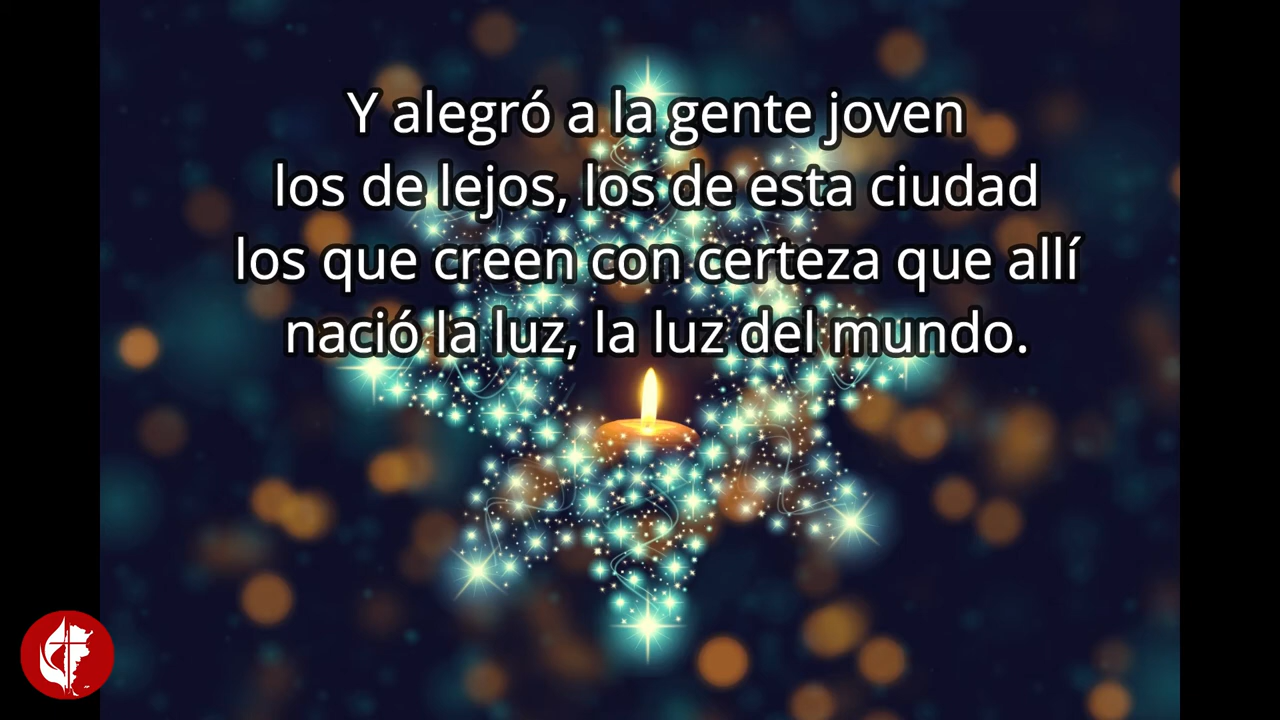 Y alegró a la gente joven
los de lejos, los de esta ciudad
los que creen con certeza que allí
nació la luz, la luz del mundo.